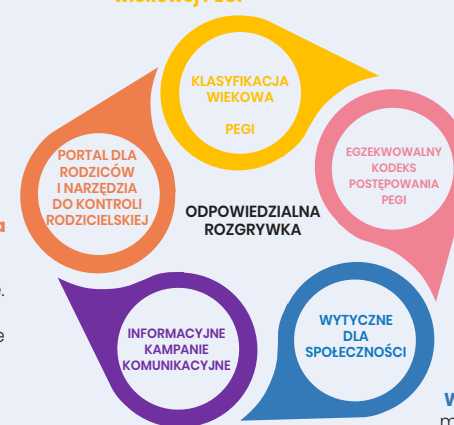 KLASYFIKACJA
WIEKOWA
PEGI
EGZEKWOWALNY
KODEKS
POSTĘPOWANIA
PEGI
PORTAL DLA
RODZICÓW
I NARZĘDZIA
DO KONTROLI
RODZICIELSKIEJ
ODPOWIEDZIALNA
ROZGRYWKA
INFORMACYJNE
KAMPANIE
KOMUNIKACYJNE
WYTYCZNE
DLA
SPOŁECZNOŚCI